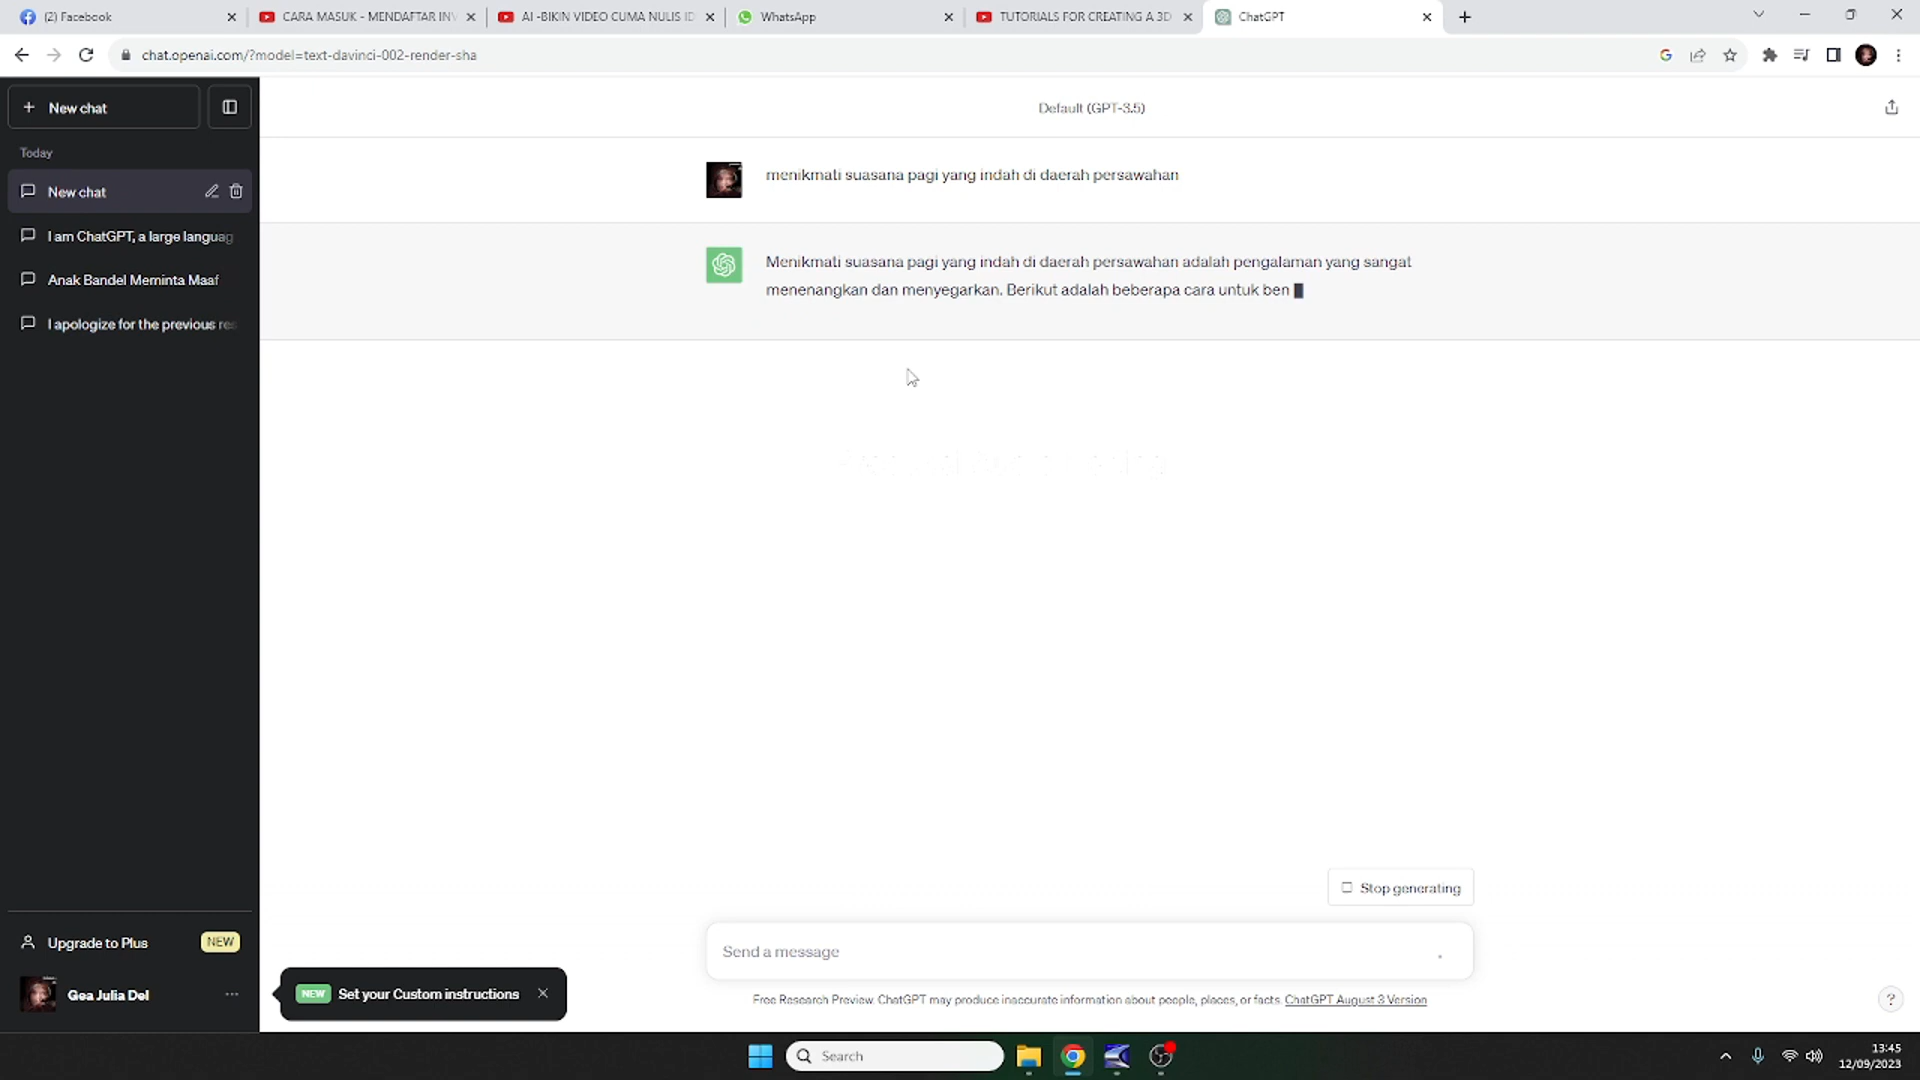 (2) Facebook
CARA MASUK - MENDAFTAR INV
AI -BIKIN VIDEO CUMA NULIS ID
WhatsApp
TUTORIALS FOR CREATING A 3D
ChatGPT
chat.openai.com/?model=text-davinci-002-render-sha
New chat
Default (GPT-3.5)
Today
New chat
I am ChatGPT, a large languag
Anak Bandel Meminta Maaf
I apologize for the previous res
menikmati suasana pagi yang indah di daerah persawahan
Menikmati suasana pagi yang indah di daerah persawahan adalah pengalaman yang sangat
menenangkan dan menyegarkan. Berikut adalah beberapa cara untuk ben
Stop generating
Send a message
Free Research Preview. ChatGPT may produce inaccurate information about people, places, or facts. ChatGPT August 3 Version
Upgrade to Plus NEW
Gea Julia Del
NEW Set your Custom instructions
?
Search
13:45
12/09/2023